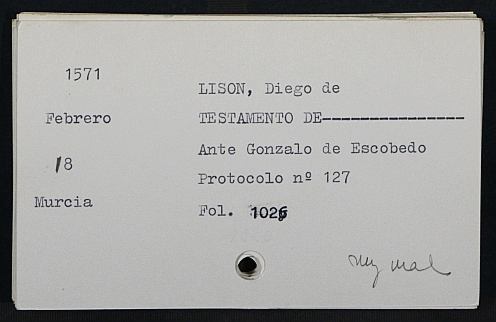 1571
LISON, Diego de
Febrero
TESTAMENTO DE---------------
18
Ante Gonzalo de Escobedo
Protocolo nº 127
Murcia
Fol. 1026
muy mal